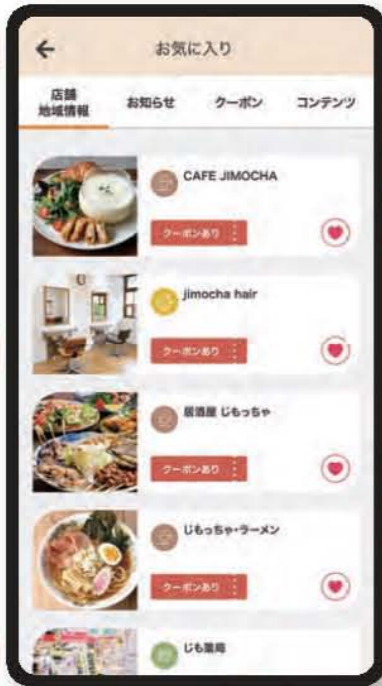 お気に入り
店舗
地域情報
お知らせ
クーポン
コンテンツ
CAFE JIMOCHA
クーポンあり
jimocha hair
クーポンあり
居酒屋 じもっちゃ
クーポンあり
じもっちゃ・ラーメン
クーポンあり
じも薬局